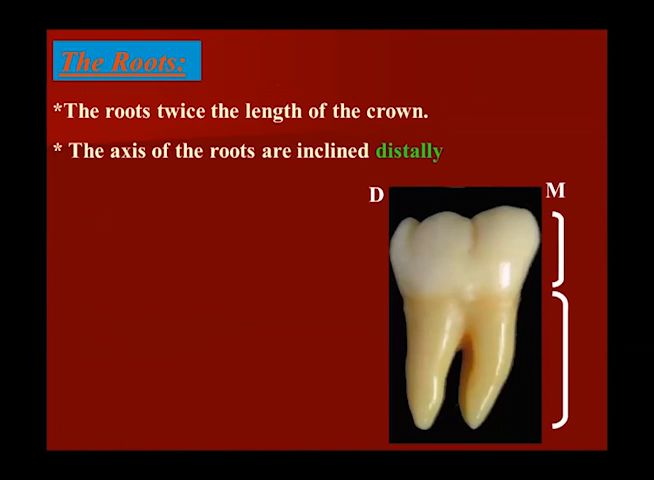 The Roots:
*The roots twice the length of the crown.
* The axis of the roots are inclined distally
D M